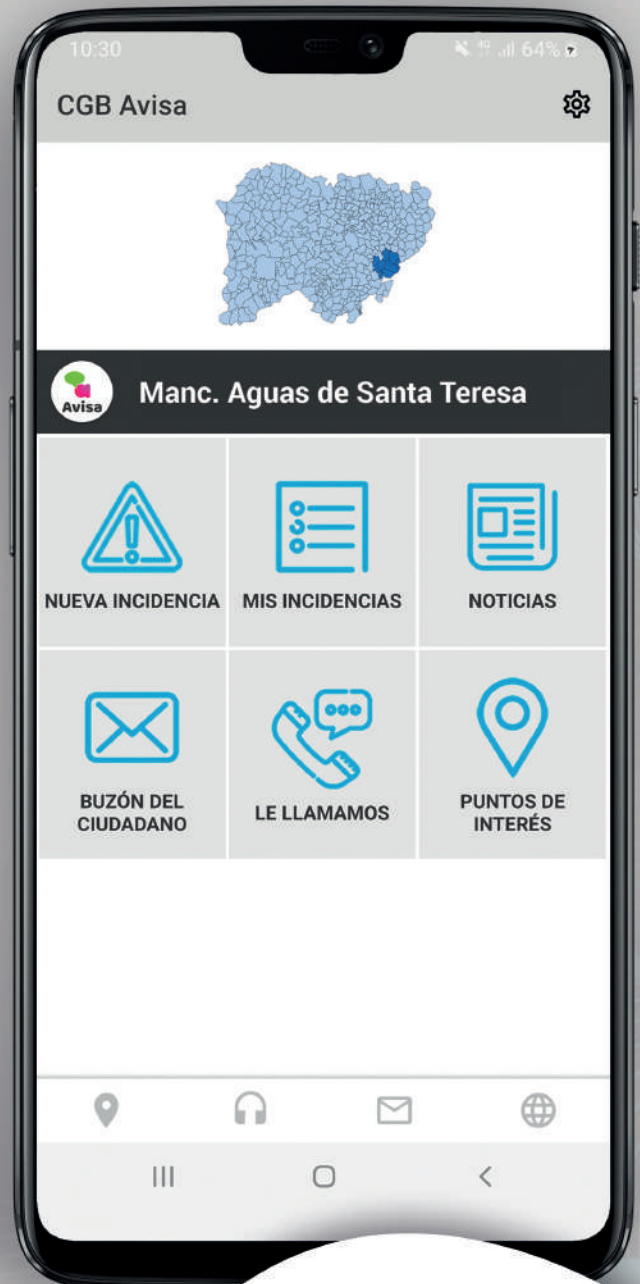 10:30
4G 64%
CGB Avisa
Avisa
Manc. Aguas de Santa Teresa
NUEVA INCIDENCIA
MIS INCIDENCIAS
NOTICIAS
BUZÓN DEL
CIUDADANO
LE LLAMAMOS
PUNTOS DE
INTERÉS